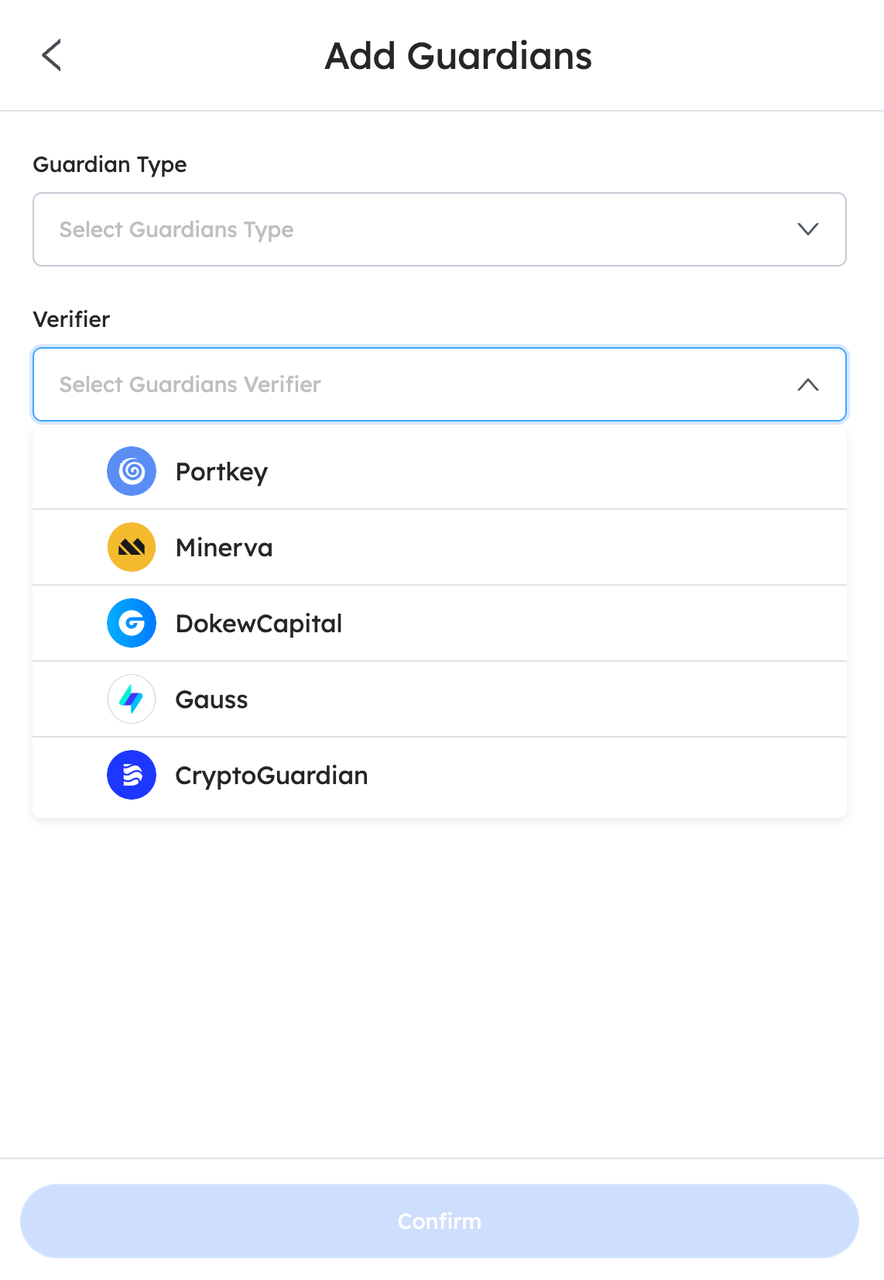 Add Guardians
Guardian Type
Select Guardians Type
Verifier
Select Guardians Verifier
Portkey
Minerva
DokewCapital
Gauss
CryptoGuardian
Confirm